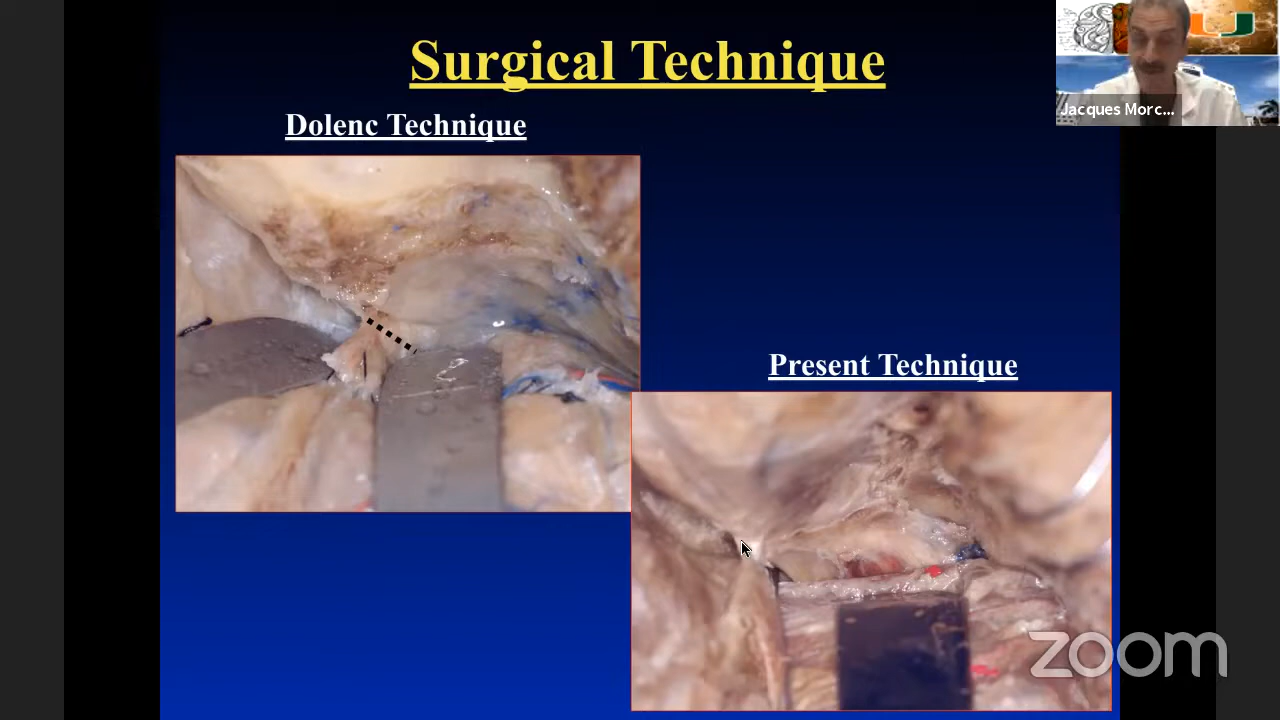 Surgical Technique
Dolenc Technique
Jacques Morc...
Present Technique
zoom